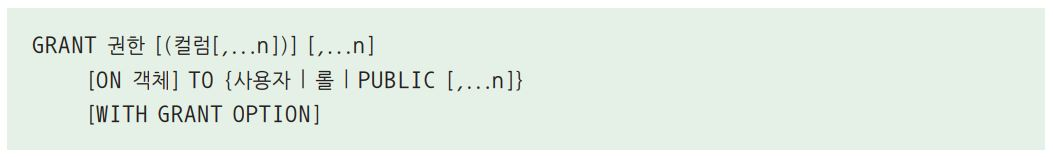 GRANT 권한 [(컬럼[,...n])] [,...n]
[ON 객체] TO {사용자 | 롤 | PUBLIC [,...n]}
[WITH GRANT OPTION]